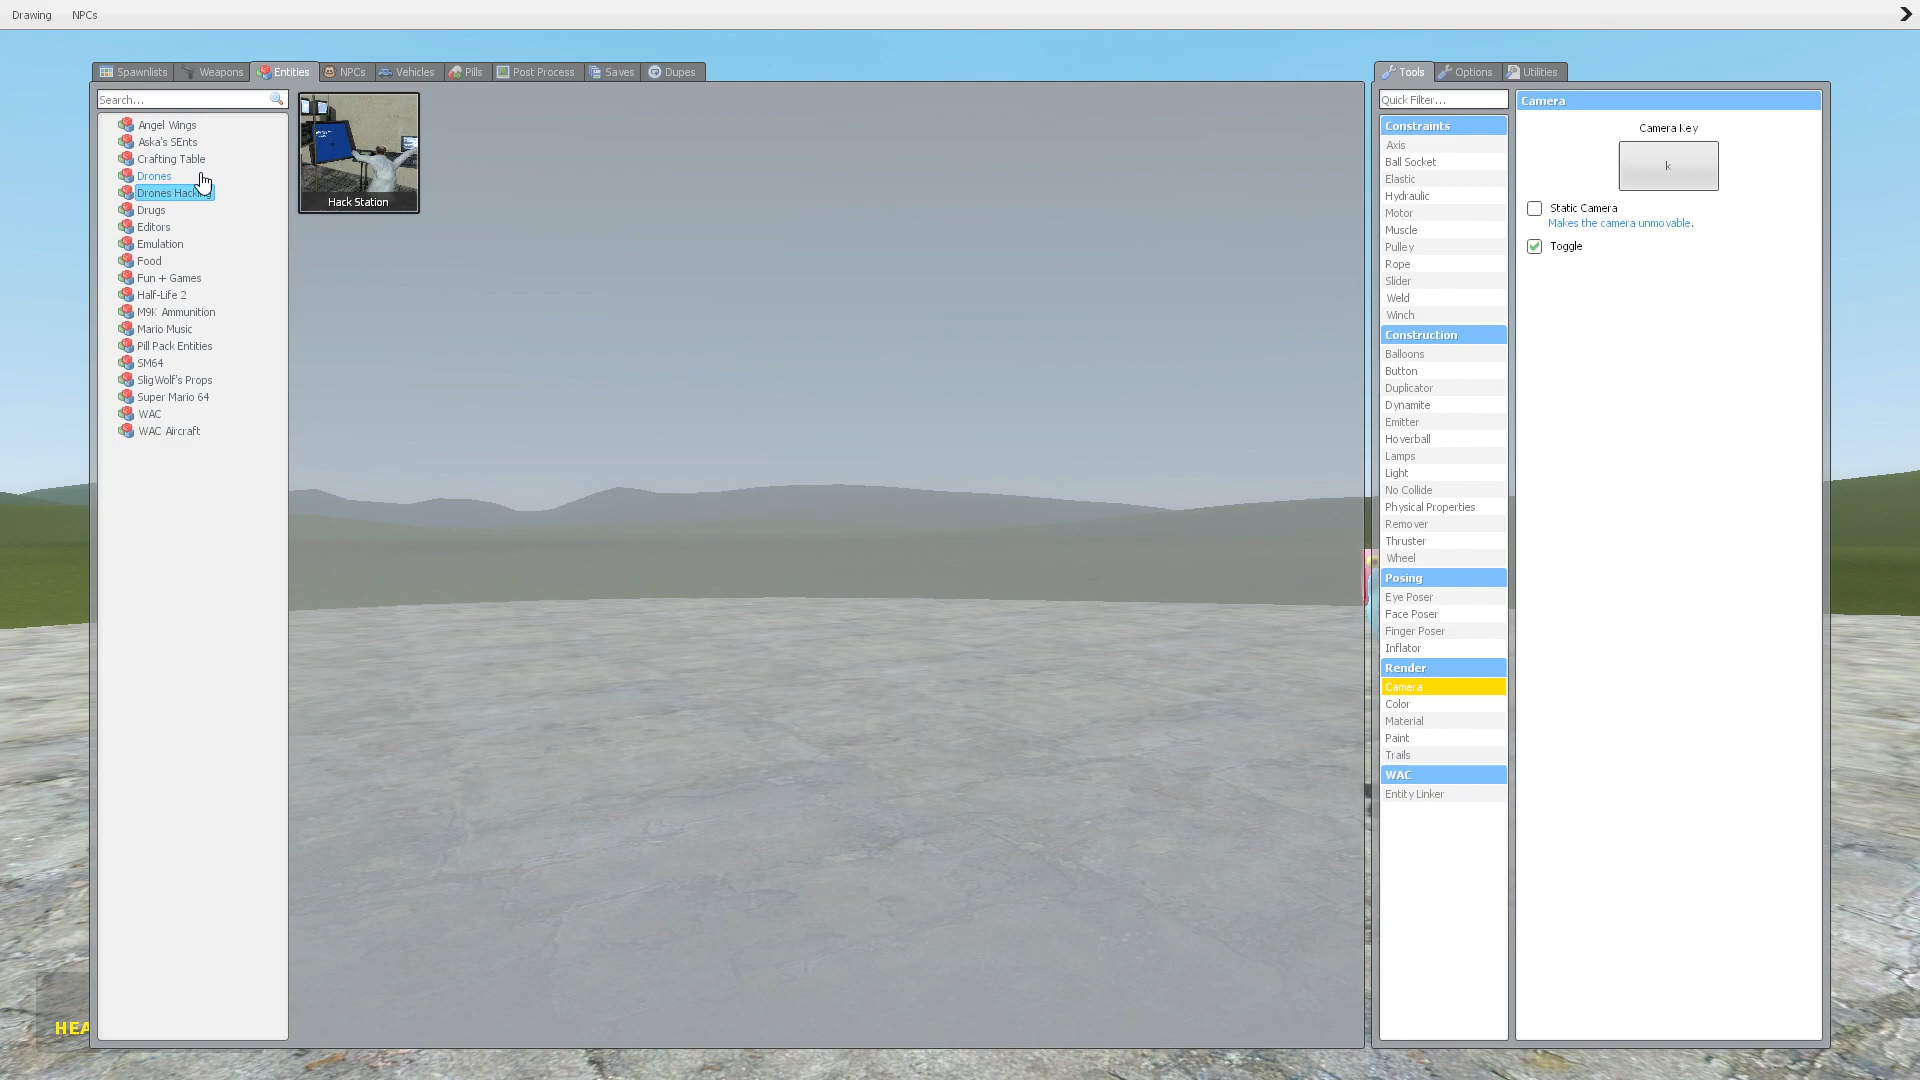 Drawing NPCs
Spawnlists Weapons Entities NPCs Vehicles Pills Post Process Saves Dupes
Search...
Angel Wings
Aska's SEnts
Crafting Table
Drones
Drones Hacking
Drugs
Editors
Emulation
Food
Fun + Games
Half-Life 2
M9K Ammunition
Mario Music
Pill Pack Entities
SM64
SligWolf's Props
Super Mario 64
WAC
WAC Aircraft
Hack Station
HEA
Tools Options Utilities
Quick Filter...
Constraints
Axis
Ball Socket
Elastic
Hydraulic
Motor
Muscle
Pulley
Rope
Slider
Weld
Winch
Construction
Balloons
Button
Duplicator
Dynamite
Emitter
Hoverball
Lamps
Light
No Collide
Physical Properties
Remover
Thruster
Wheel
Posing
Eye Poser
Face Poser
Finger Poser
Inflator
Render
Camera
Color
Material
Paint
Trails
WAC
Entity Linker
Camera
Camera Key
k
Static Camera
Makes the camera unmovable.
Toggle